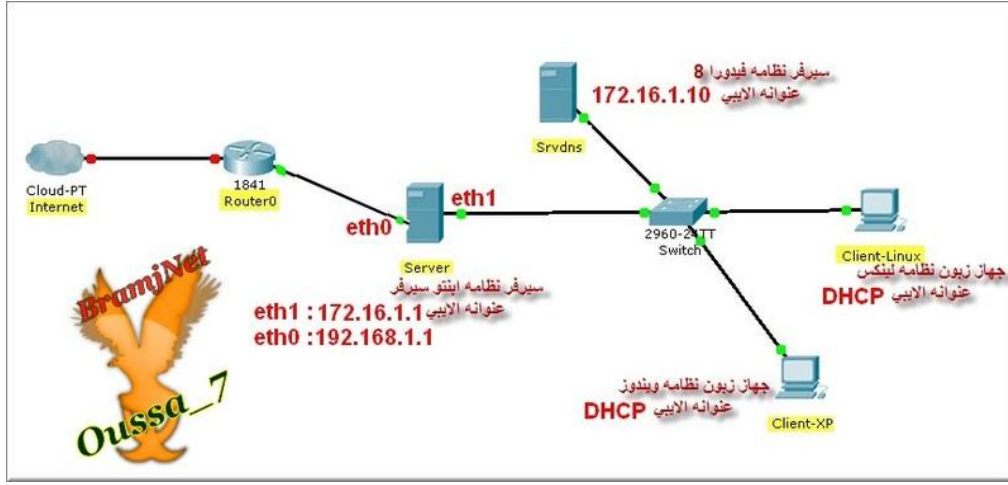 سيرفر نظامه فيدورا 8
عنوانه الايبي 172.16.1.10
Srvdns
Cloud-PT
Internet
1841
Router0
eth0
eth1
Server
سيرفر نظامه ابنتو سيرفر
عنوانه الايبي
eth1 :172.16.1.1
eth0 :192.168.1.1
2960-24TT
Switch
Client-Linux
جهاز زبون نظامه لينكس
عنوانه الايبي DHCP
جهاز زبون نظامه ويندوز
عنوانه الايبي DHCP
Client-XP
BramjNet
Oussa_7